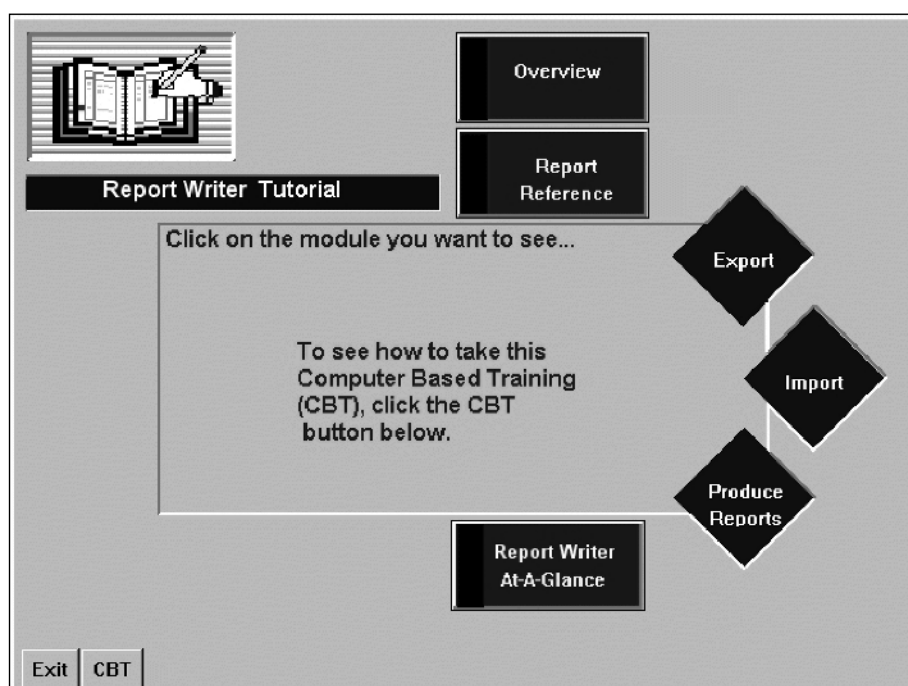 Overview
Report
Reference
Report Writer Tutorial
Click on the module you want to see...
Export
To see how to take this
Computer Based Training
(CBT), click the CBT
button below.
Import
Produce
Reports
Report Writer
At-A-Glance
Exit
CBT